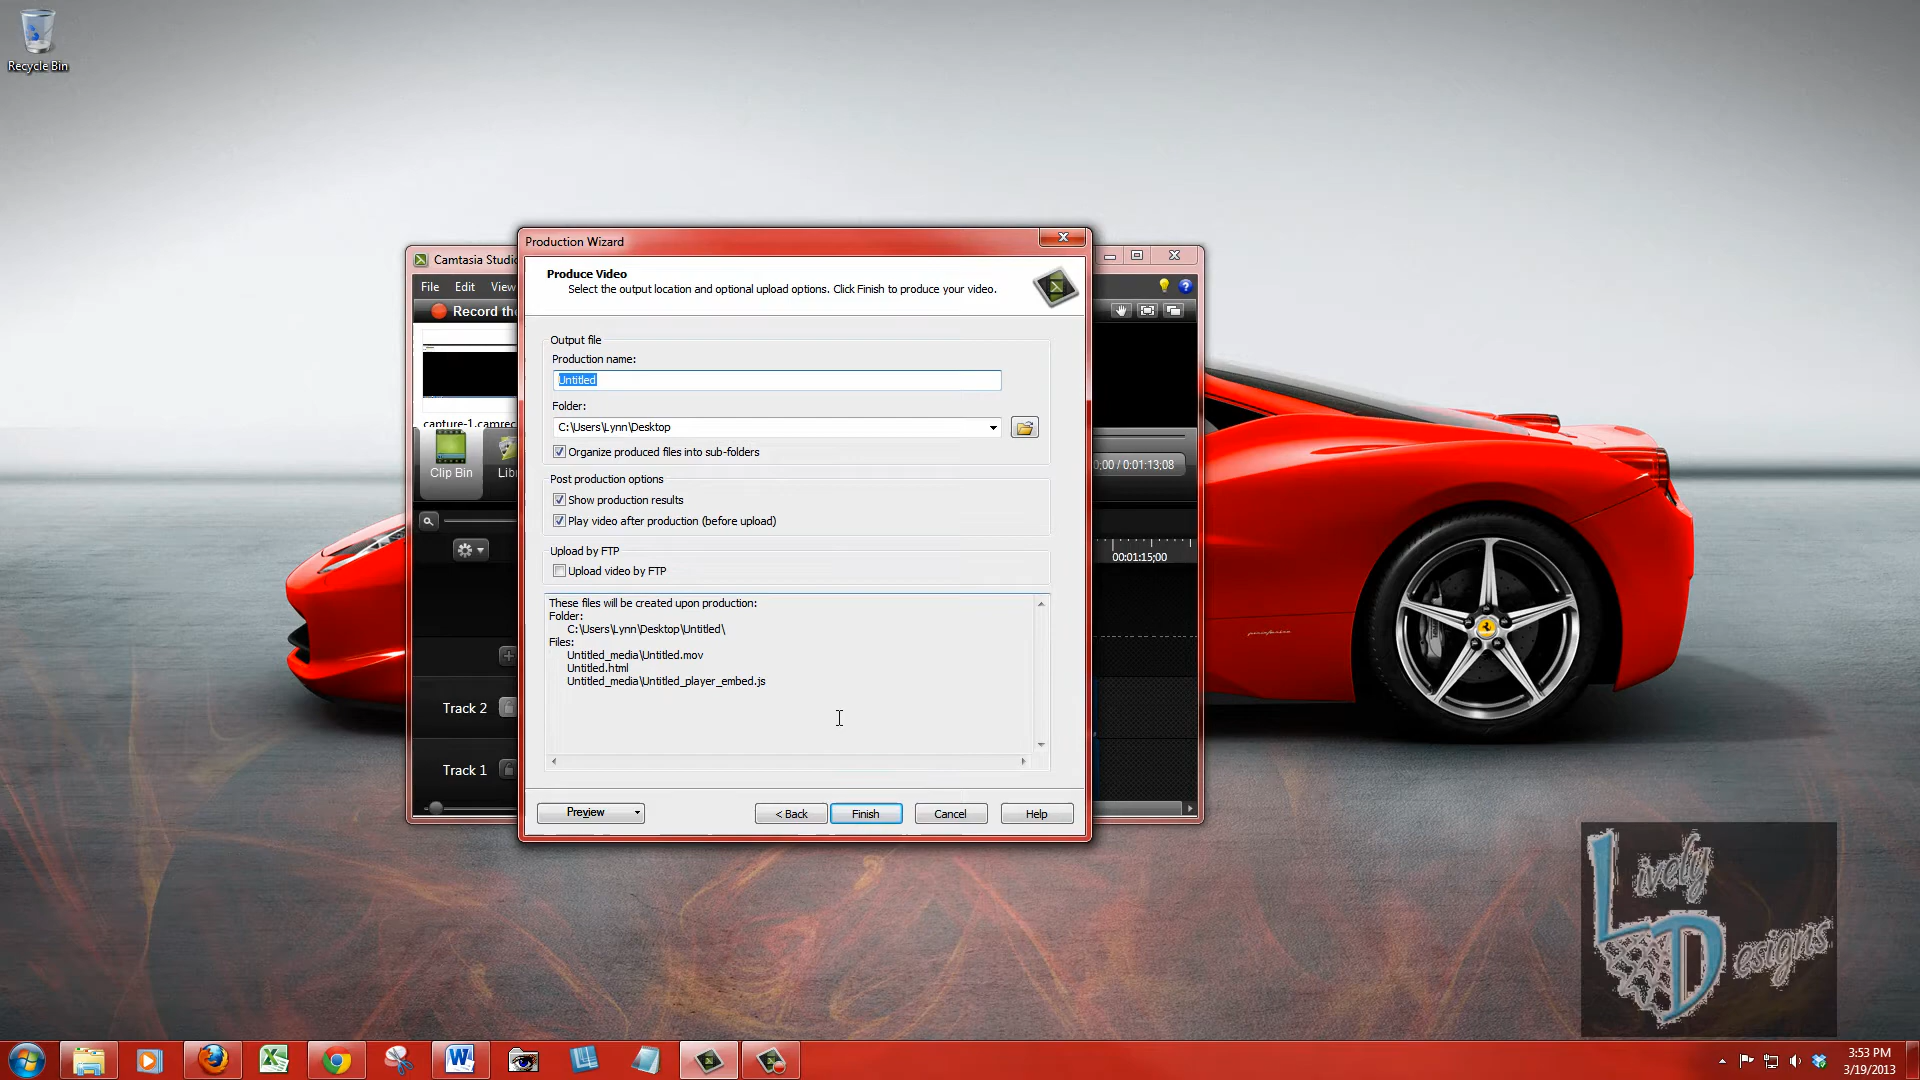 Recycle Bin
Production Wizard
Produce Video
Select the output location and optional upload options. Click Finish to produce your video.
Camtasia Studio
File Edit View
Record the
capture-1.camrec
Clip Bin
Track 2
Track 1
Output file
Production name:
Untitled
Folder:
C:\Users\Lynn\Desktop
Organize produced files into sub-folders
Post production options
Show production results
Play video after production (before upload)
Upload by FTP
Upload video by FTP
These files will be created upon production:
Folder:
C:\Users\Lynn\Desktop\Untitled\
Files:
Untitled_media\Untitled.mov
Untitled.html
Untitled_media\Untitled_player_embed.js
Preview < Back Finish Cancel Help
/ 0:01:13;08
00:01:15;00
Lively
Designs
3:53 PM
3/19/2013